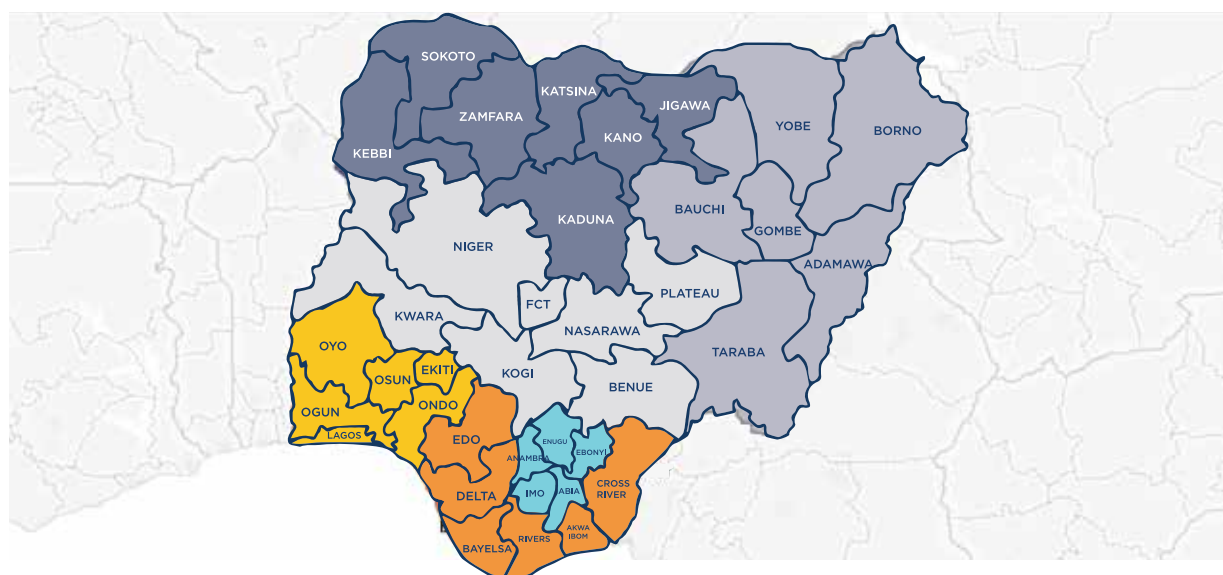 SOKOTO
KATSINA
JIGAWA
ZAMFARA
KANO
YOBE
BORNO
KEBBI
BAUCHI
KADUNA
GOMBE
NIGER
ADAMAWA
PLATEAU
FCT
KWARA
NASARAWA
OYO
TARABA
EKITI
OSUN
KOGI
BENUE
ONDO
OGUN
LAGOS
EDO
ENUGU
EBONYI
ANAMBRA
CROSS
RIVER
IMO
ABIA
DELTA
AKWA
IBOM
RIVERS
BAYELSA